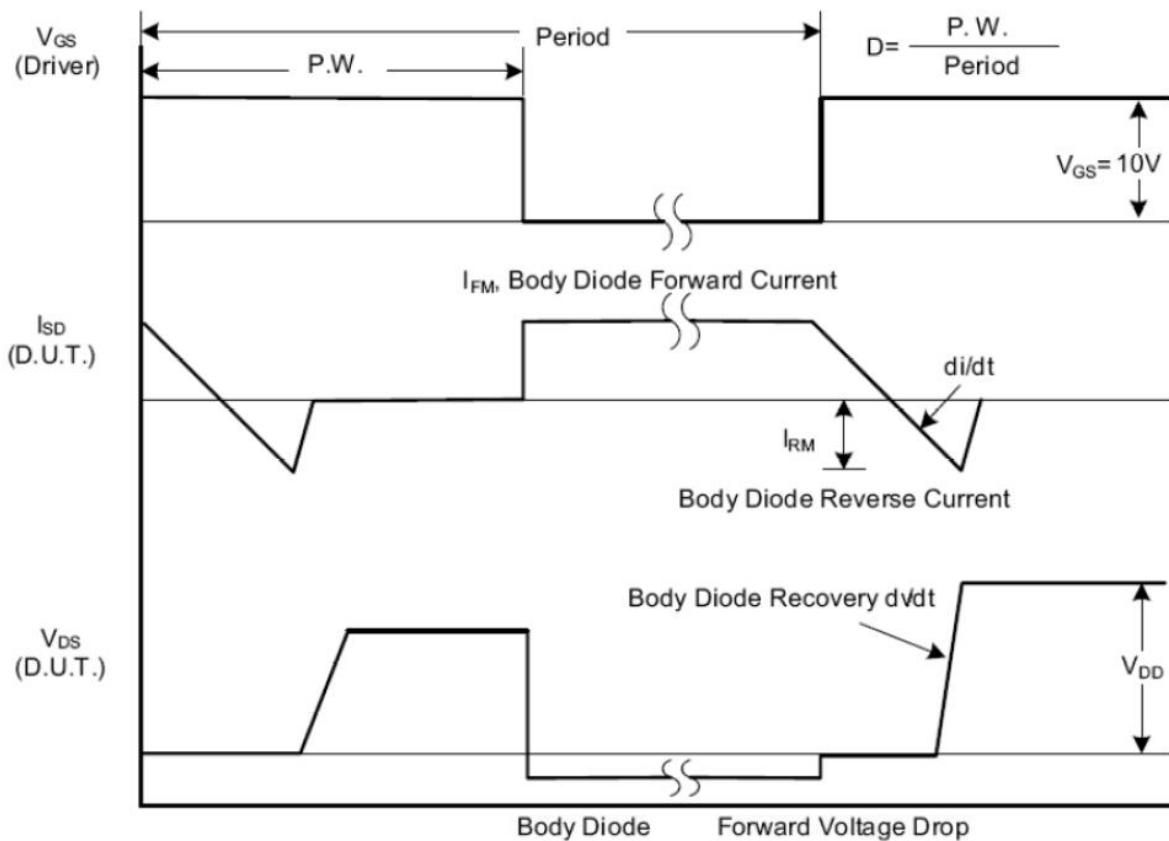 VGS
(Driver)
Period
P.W.
D= P. W.
Period
VGS= 10V
IFM, Body Diode Forward Current
ISD
(D.U.T.)
di/dt
IRM
Body Diode Reverse Current
Body Diode Recovery dv/dt
VDS
(D.U.T.)
VDD
Body Diode Forward Voltage Drop